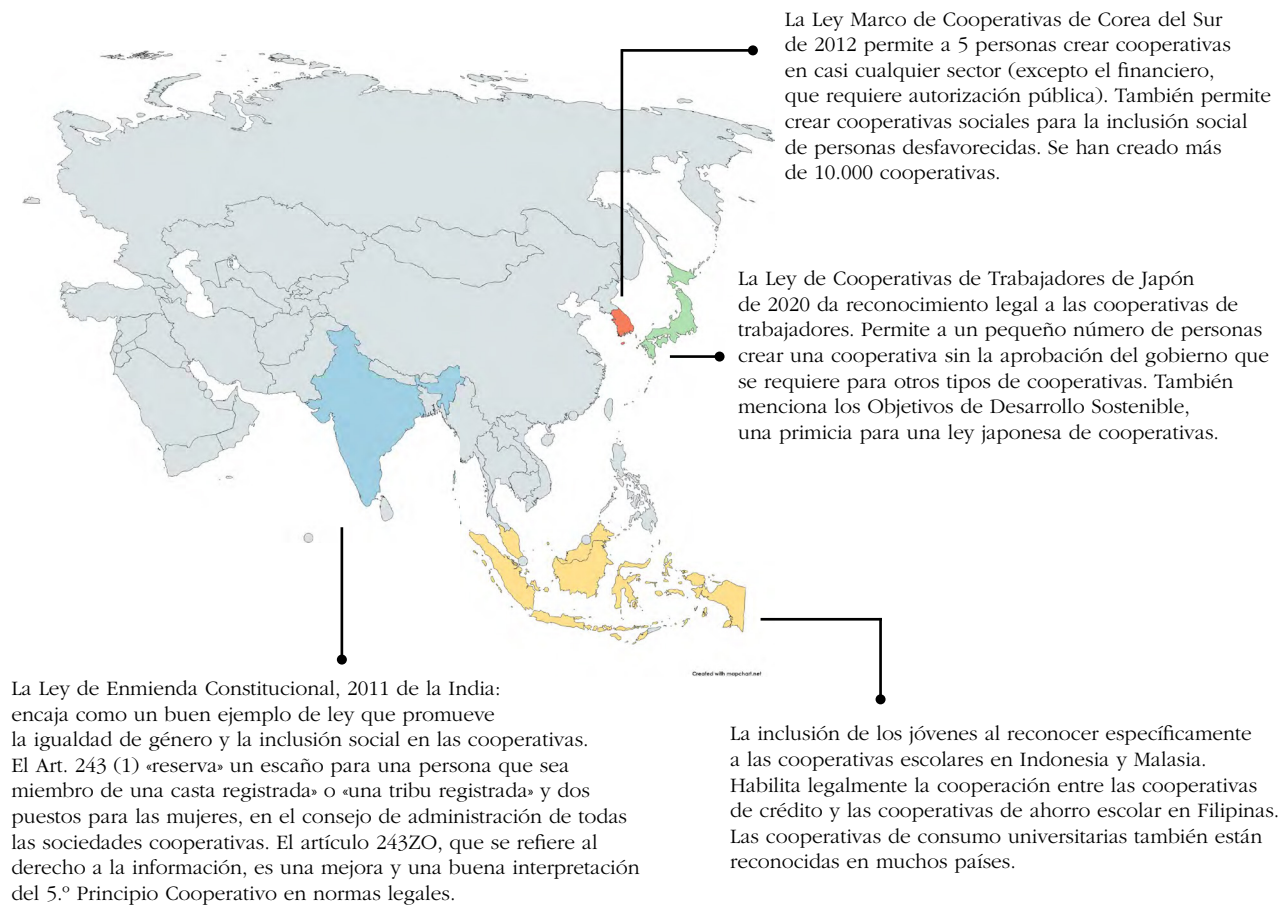 La Ley Marco de Cooperativas de Corea del Sur
de 2012 permite a 5 personas crear cooperativas
en casi cualquier sector (excepto el financiero,
que requiere autorización pública). También permite
crear cooperativas sociales para la inclusión social
de personas desfavorecidas. Se han creado más
de 10.000 cooperativas.
La Ley de Cooperativas de Trabajadores de Japón
de 2020 da reconocimiento legal a las cooperativas de
trabajadores. Permite a un pequeño número de personas
crear una cooperativa sin la aprobación del gobierno que
se requiere para otros tipos de cooperativas. También
menciona los Objetivos de Desarrollo Sostenible,
una primicia para una ley japonesa de cooperativas.
Created with mapchart.net
La Ley de Enmienda Constitucional, 2011 de la India:
encaja como un buen ejemplo de ley que promueve
la igualdad de género y la inclusión social en las cooperativas.
El Art. 243 (1) «reserva» un escaño para una persona que sea
miembro de una casta registrada» o «una tribu registrada» y dos
puestos para las mujeres, en el consejo de administración de todas
las sociedades cooperativas. El artículo 243ZO, que se refiere al
derecho a la información, es una mejora y una buena interpretación
del 5.º Principio Cooperativo en normas legales.
La inclusión de los jóvenes al reconocer específicamente
a las cooperativas escolares en Indonesia y Malasia.
Habilita legalmente la cooperación entre las cooperativas
de crédito y las cooperativas de ahorro escolar en Filipinas.
Las cooperativas de consumo universitarias también están
reconocidas en muchos países.